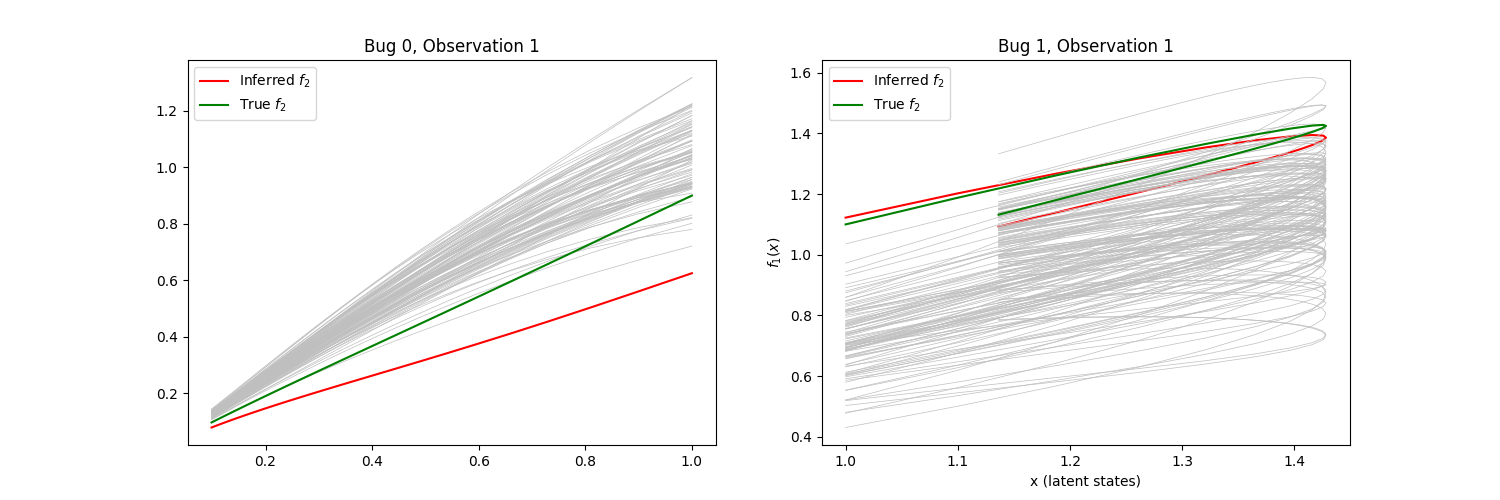 Bug 0, Observation 1
Inferred f₂
True f₂
1.2
1.0
0.8
0.6
0.4
0.2
0.2 0.4 0.6 0.8 1.0
Bug 1, Observation 1
Inferred f₂
True f₂
1.6
1.4
1.2
1.0
0.8
0.6
0.4
f₁(x)
1.0 1.1 1.2 1.3 1.4
x (latent states)